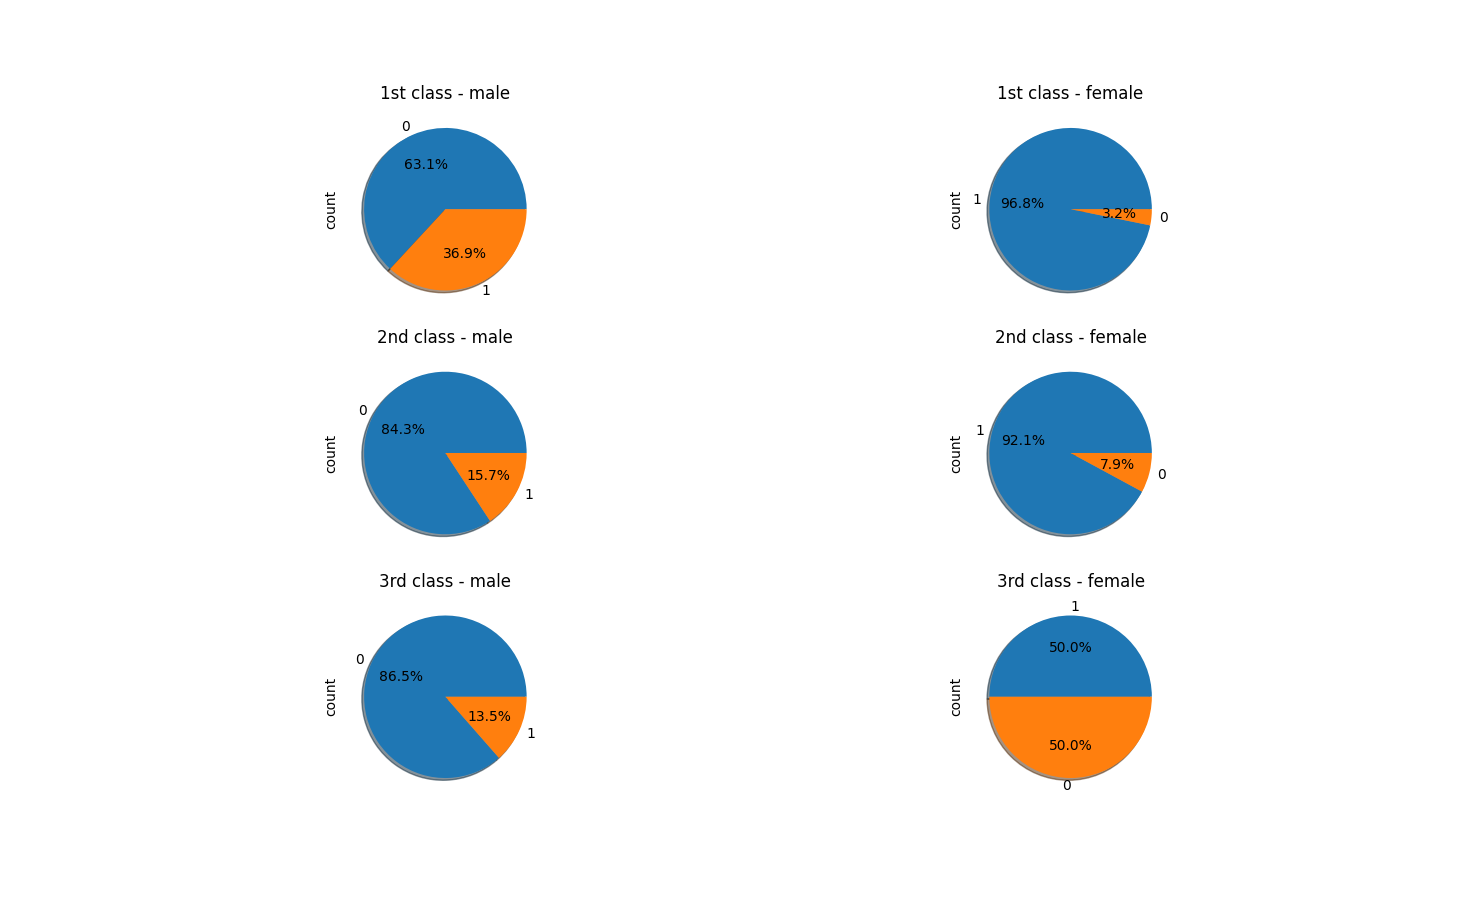 1st class - male
0
63.1%
count
36.9%
1
1st class - female
1
96.8%
count
3.2%
0
2nd class - male
0
84.3%
count
15.7%
1
2nd class - female
1
92.1%
count
7.9%
0
3rd class - male
0
86.5%
count
13.5%
1
3rd class - female
1
50.0%
count
50.0%
0